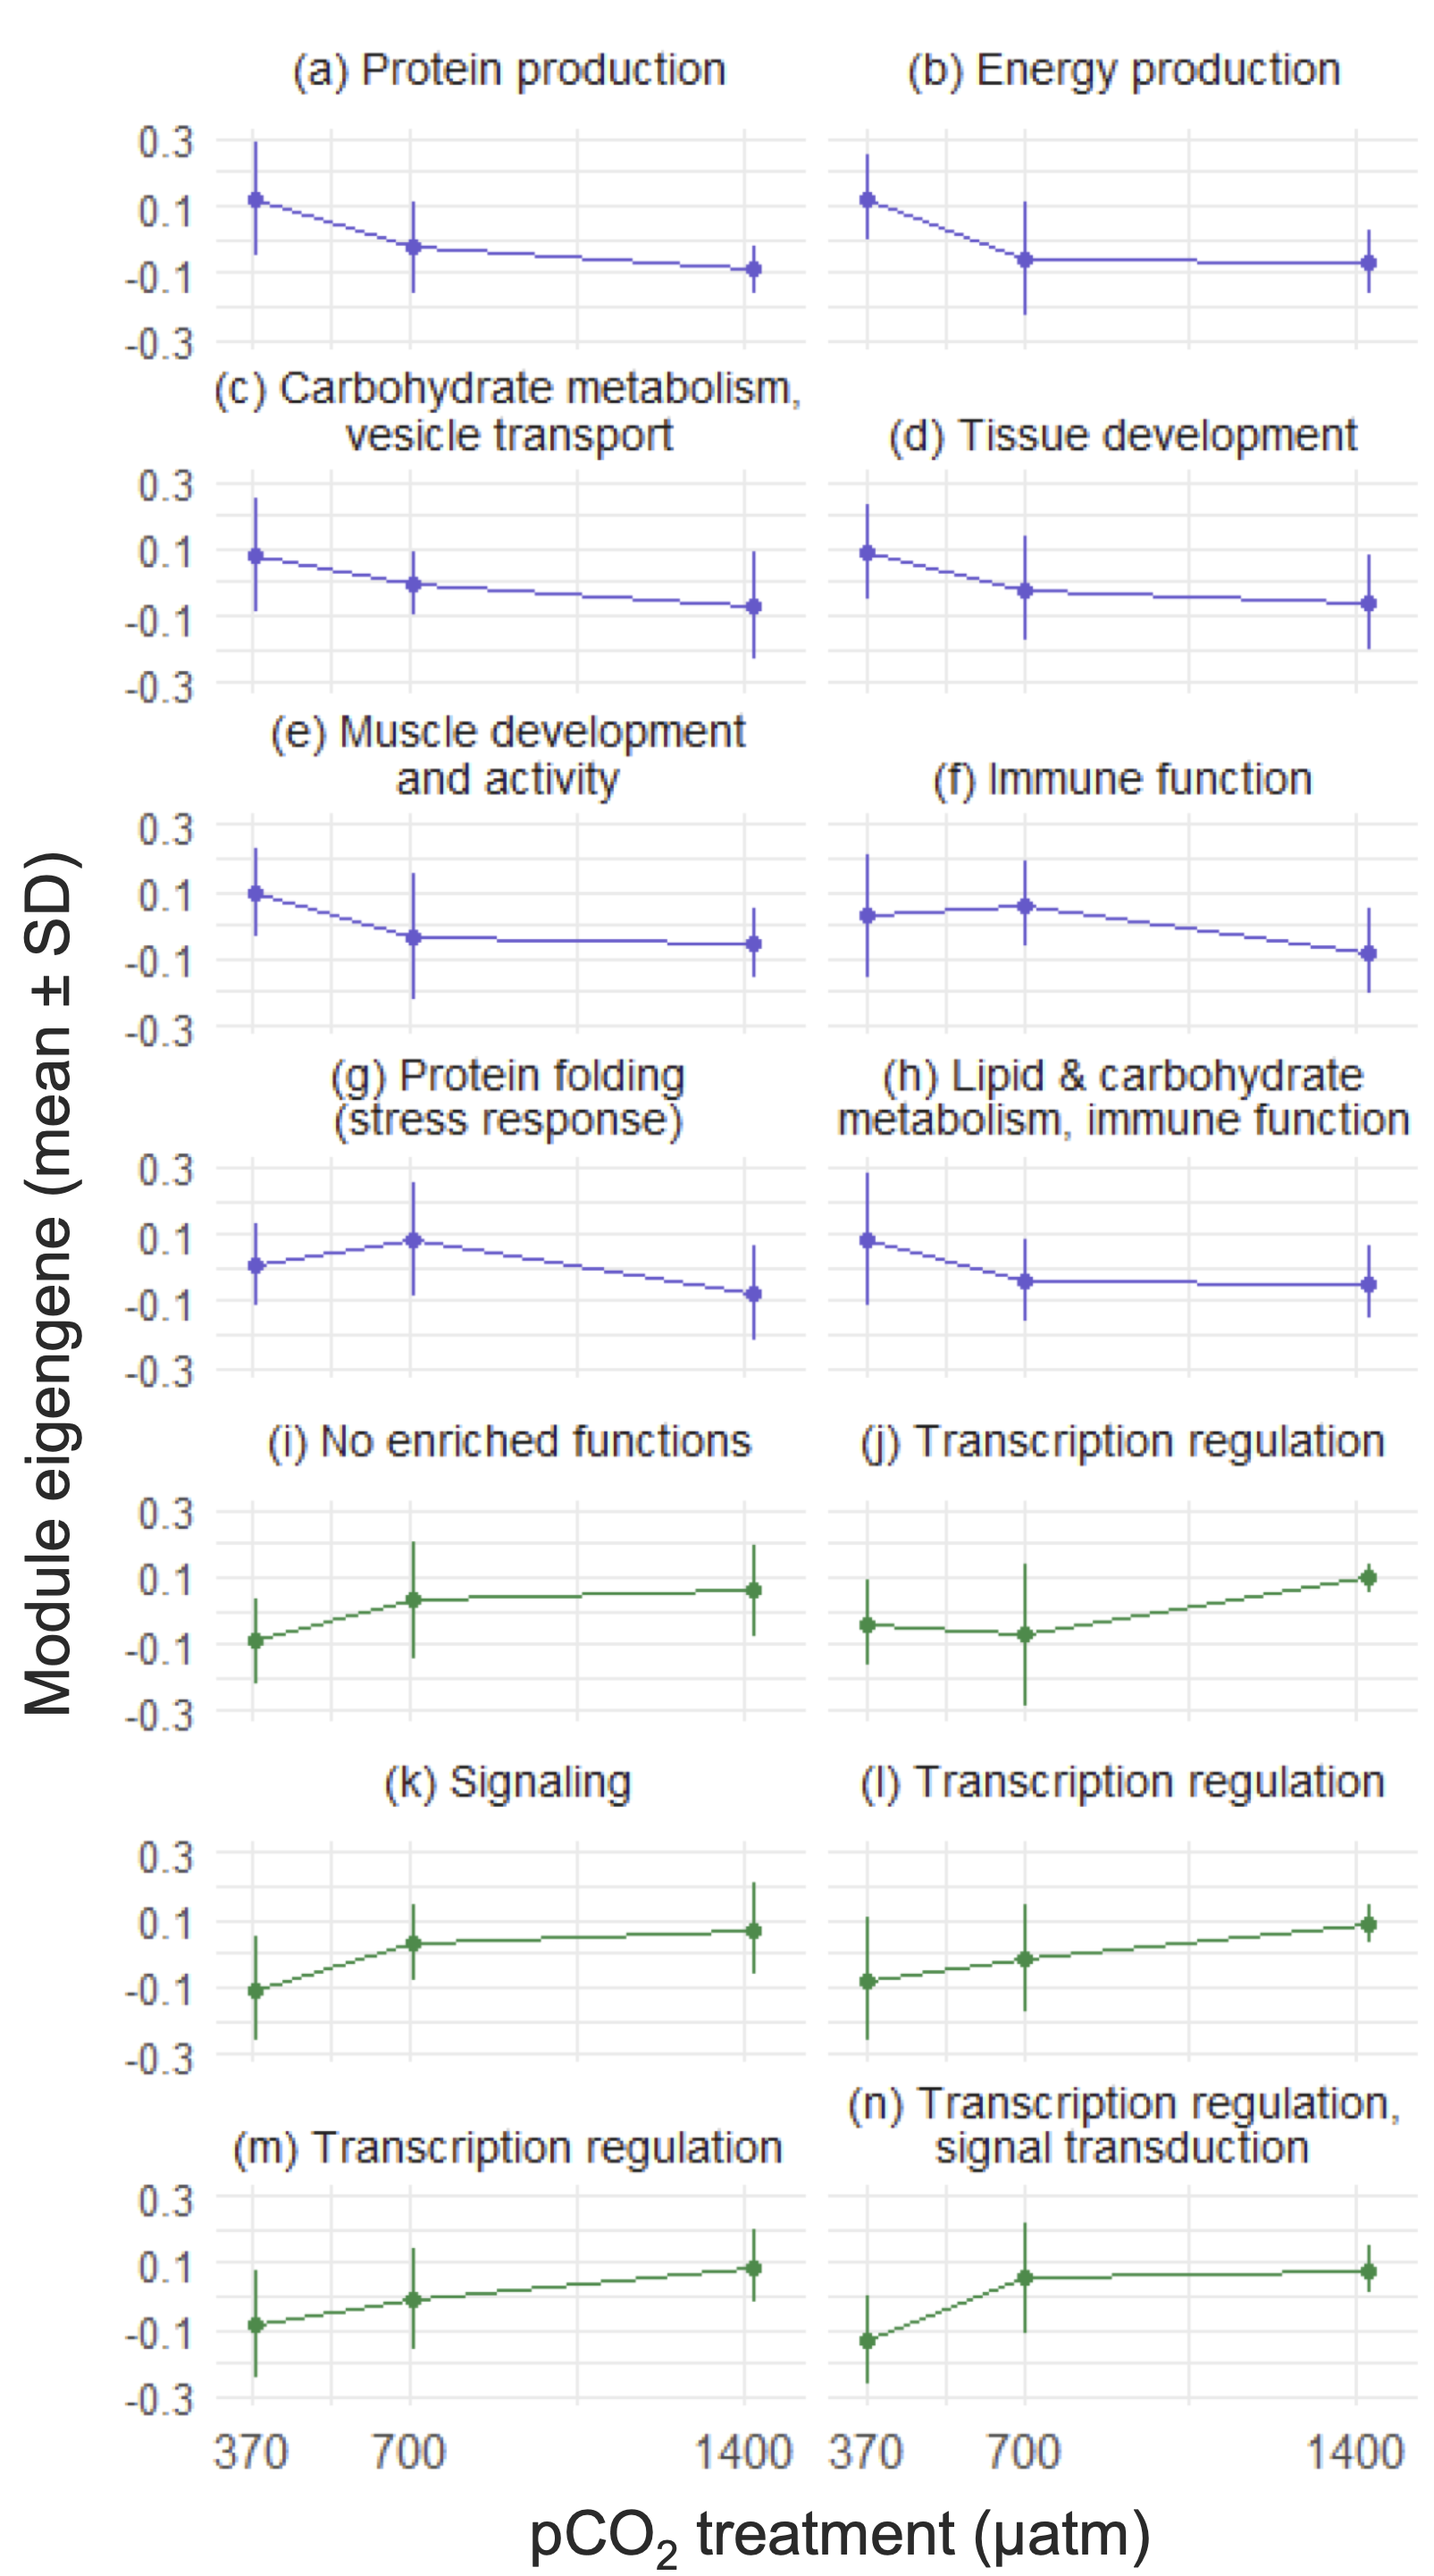 (a) Protein production
(b) Energy production
0.3
0.1
-0.1
-0.3
(c) Carbohydrate metabolism,
vesicle transport
(d) Tissue development
0.3
0.1
-0.1
-0.3
(e) Muscle development
and activity
(f) Immune function
0.3
0.1
-0.1
-0.3
(g) Protein folding
(stress response)
(h) Lipid & carbohydrate
metabolism, immune function
0.3
0.1
-0.1
-0.3
(i) No enriched functions
(j) Transcription regulation
0.3
0.1
-0.1
-0.3
(k) Signaling
(l) Transcription regulation
0.3
0.1
-0.1
-0.3
(m) Transcription regulation
(n) Transcription regulation,
signal transduction
0.3
0.1
-0.1
-0.3
370 700 1400
370 700 1400
Module eigengene (mean ± SD)
pCO₂ treatment (µatm)